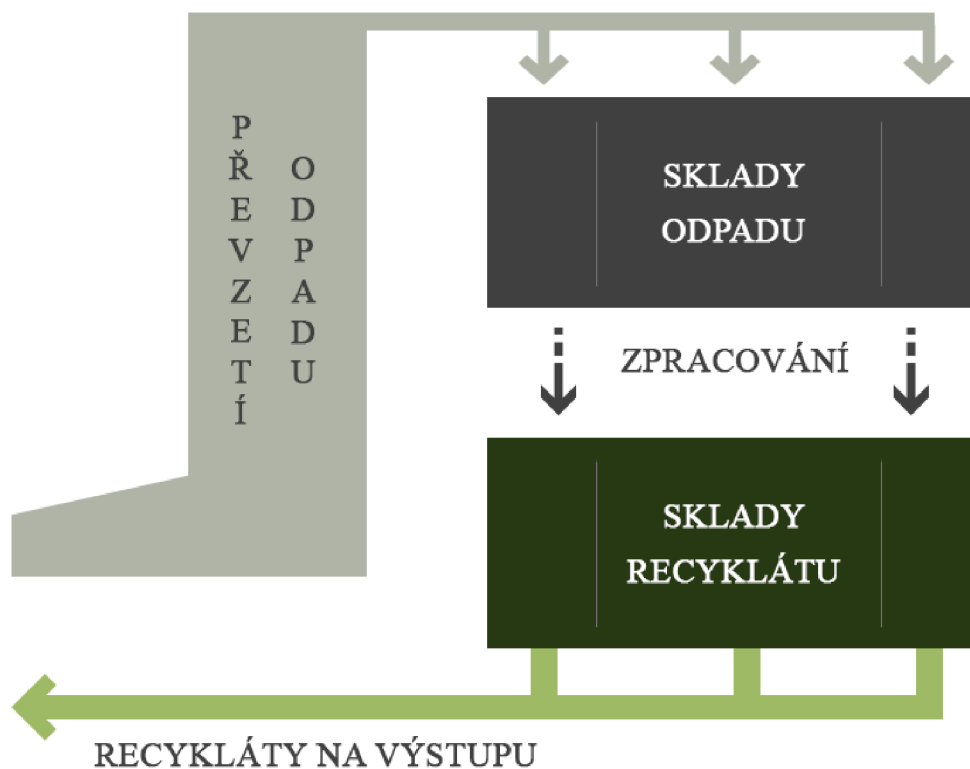 PŘEVZETÍ
ODPADU
SKLADY
ODPADU
ZPRACOVÁNÍ
SKLADY
RECYKLÁTU
RECYKLÁTY NA VÝSTUPU